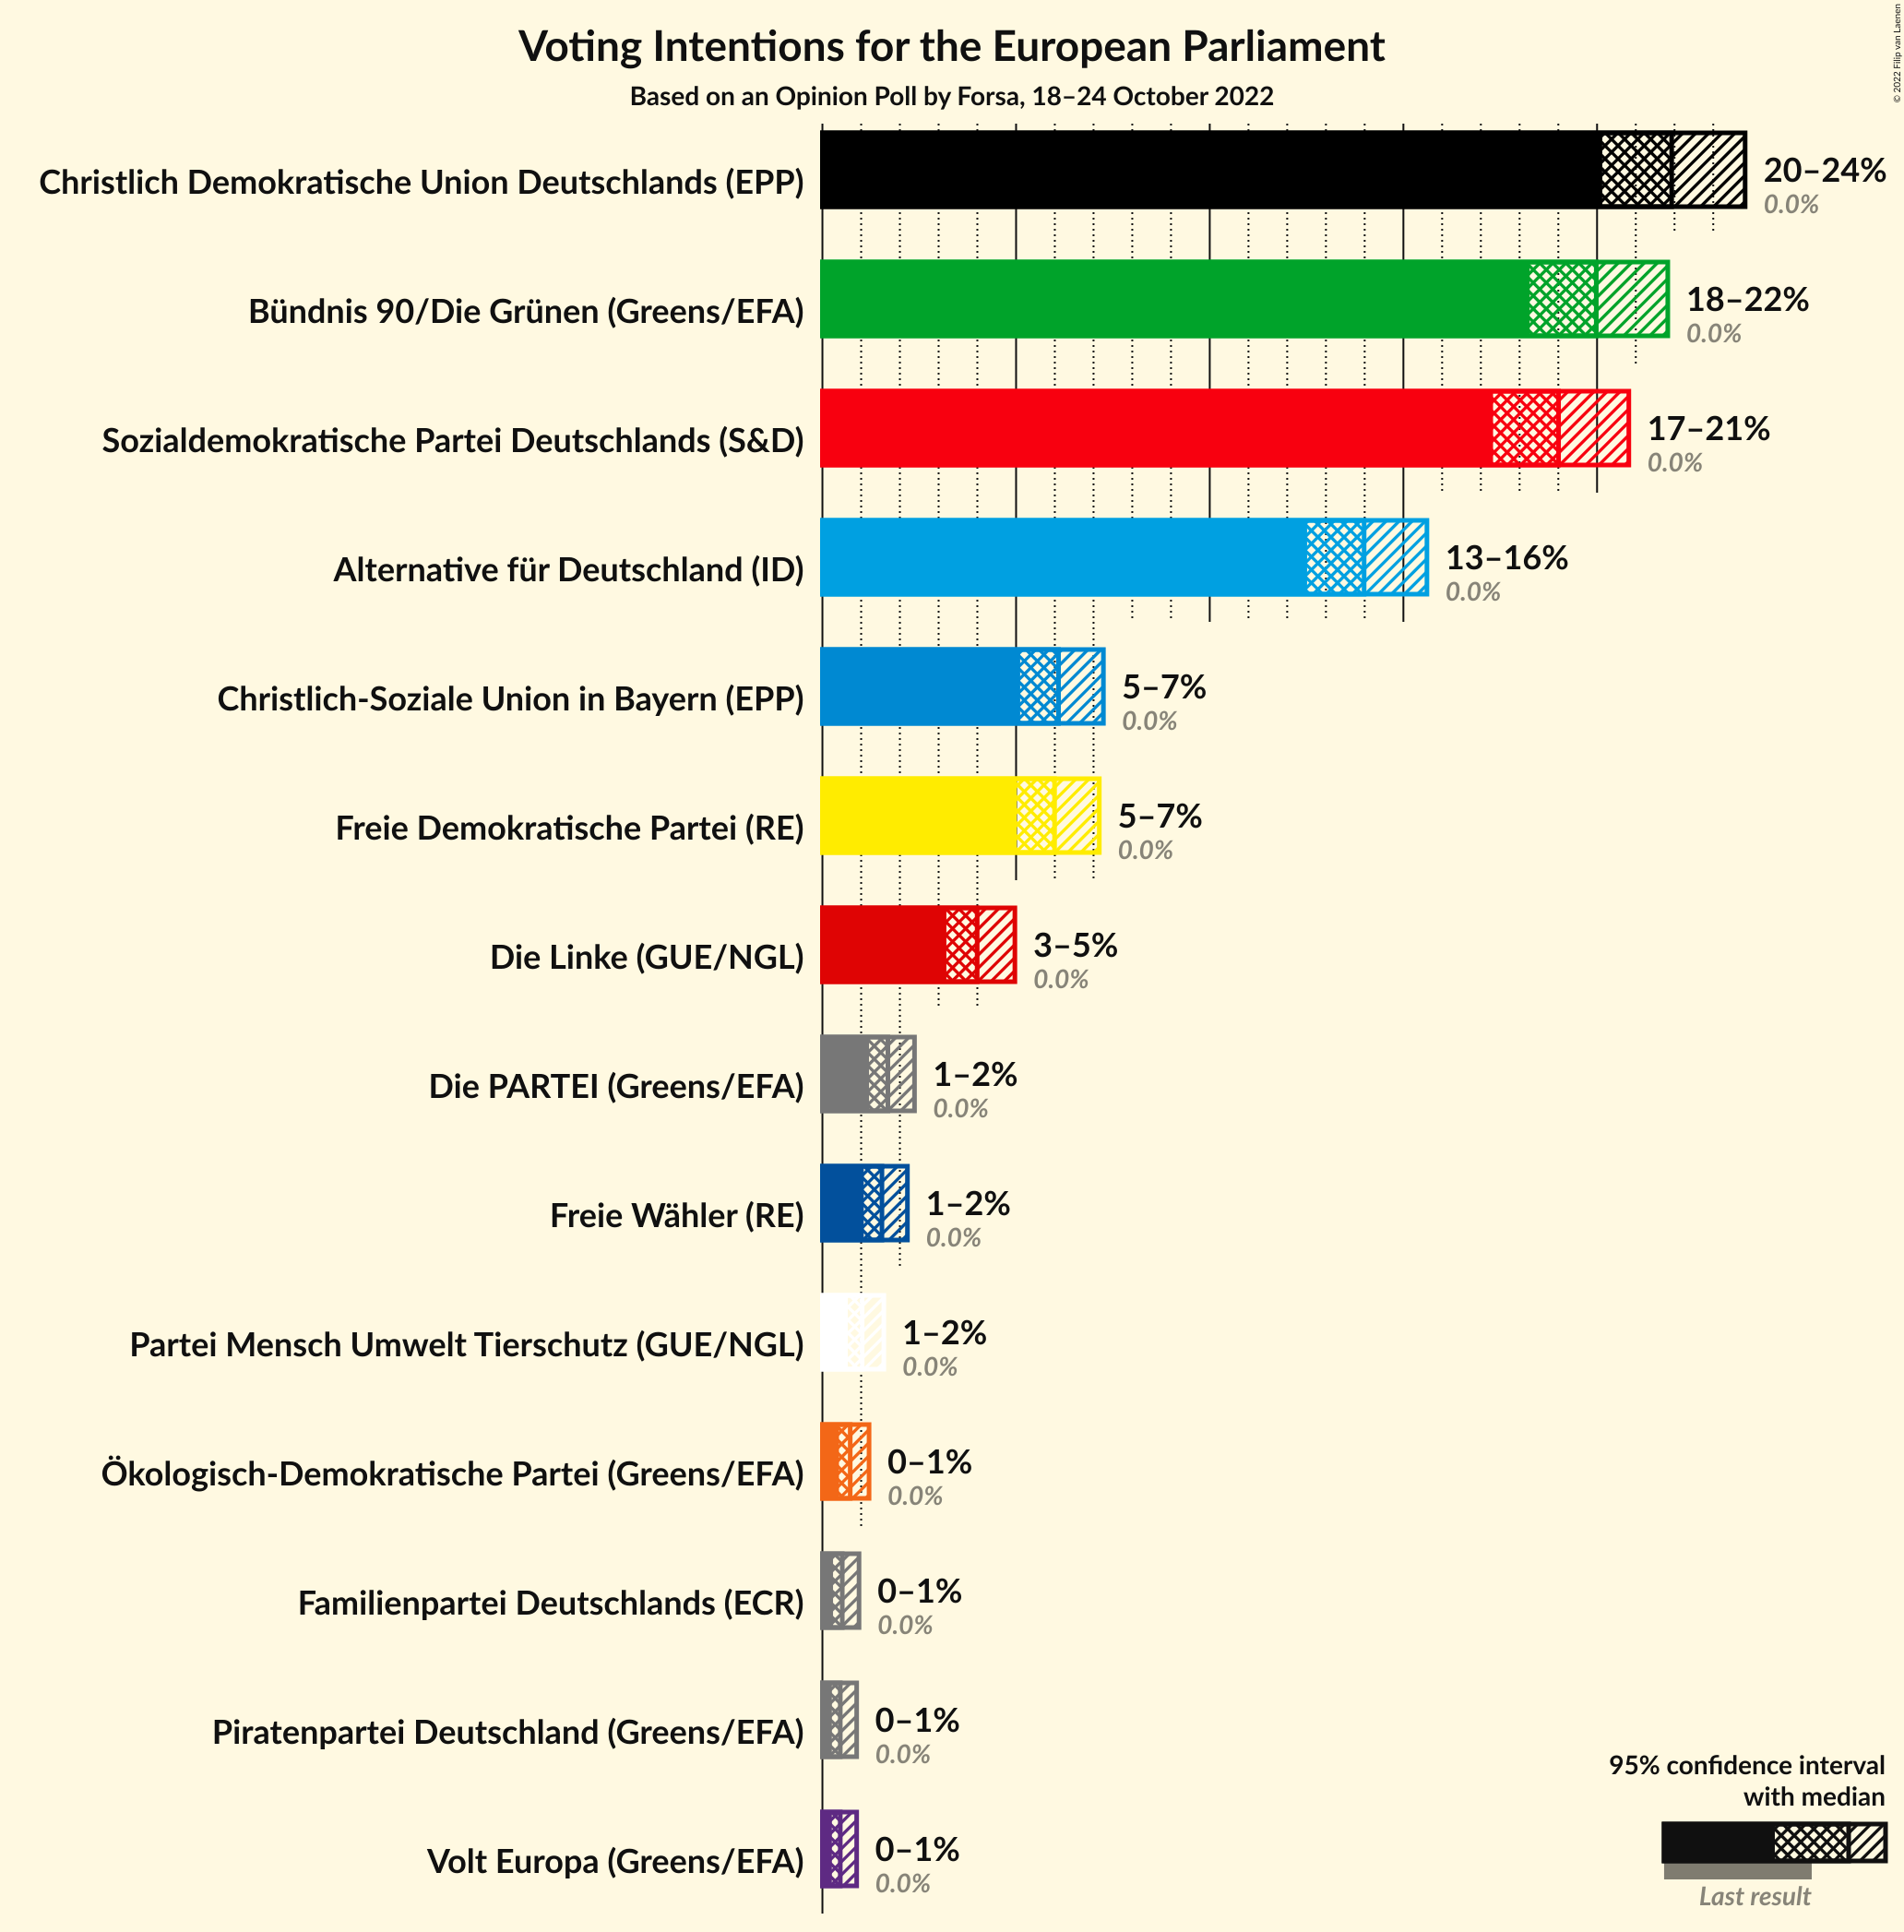 Voting Intentions for the European Parliament
Based on an Opinion Poll by Forsa, 18–24 October 2022
© 2022 Filip van Laenen
Christlich Demokratische Union Deutschlands (EPP)
20–24%
0.0%
Bündnis 90/Die Grünen (Greens/EFA)
18–22%
0.0%
Sozialdemokratische Partei Deutschlands (S&D)
17–21%
0.0%
Alternative für Deutschland (ID)
13–16%
0.0%
Christlich-Soziale Union in Bayern (EPP)
5–7%
0.0%
Freie Demokratische Partei (RE)
5–7%
0.0%
Die Linke (GUE/NGL)
3–5%
0.0%
Die PARTEI (Greens/EFA)
1–2%
0.0%
Freie Wähler (RE)
1–2%
0.0%
Partei Mensch Umwelt Tierschutz (GUE/NGL)
1–2%
0.0%
Ökologisch-Demokratische Partei (Greens/EFA)
0–1%
0.0%
Familienpartei Deutschlands (ECR)
0–1%
0.0%
Piratenpartei Deutschland (Greens/EFA)
0–1%
0.0%
Volt Europa (Greens/EFA)
0–1%
0.0%
95% confidence interval
with median
Last result